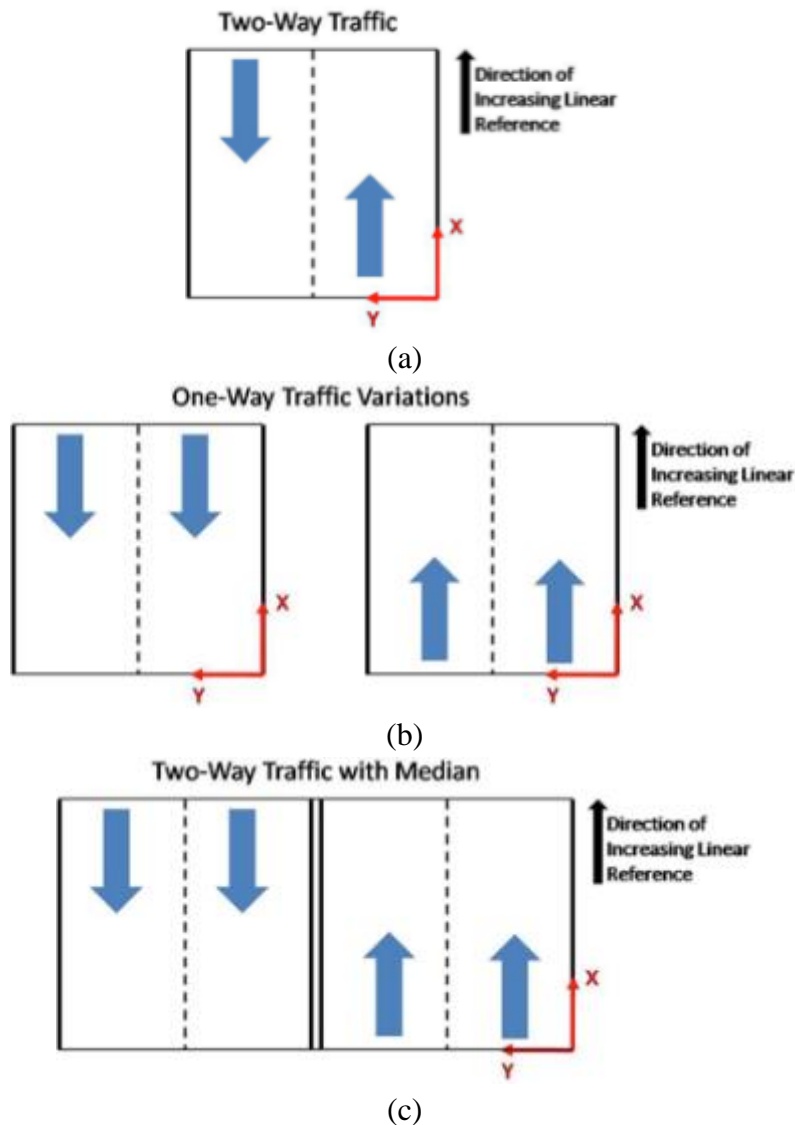 Two-Way Traffic
Direction of
Increasing Linear
Reference
X
Y
(a)
One-Way Traffic Variations
Direction of
Increasing Linear
Reference
X
X
Y
Y
(b)
Two-Way Traffic with Median
Direction of
Increasing Linear
Reference
X
Y
(c)